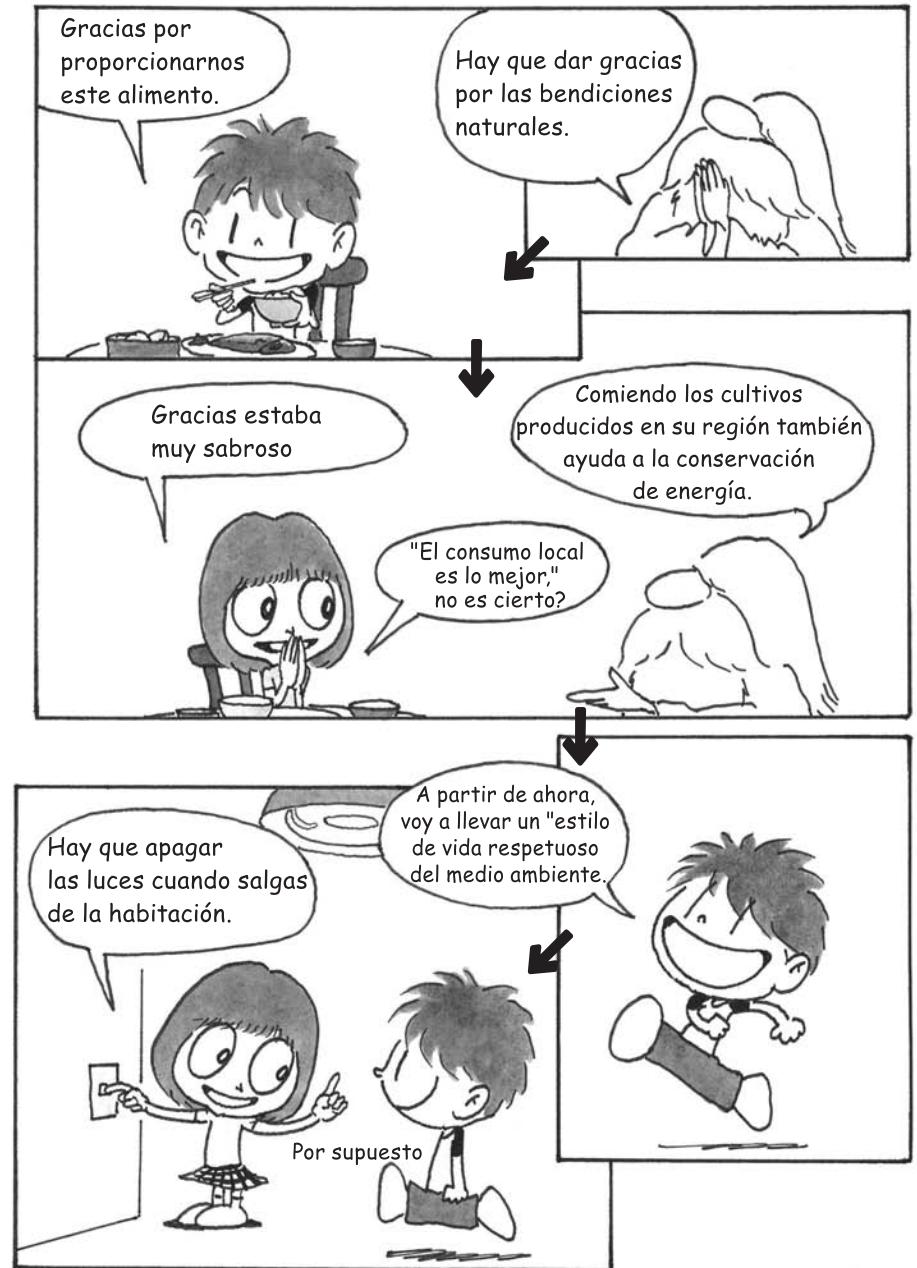 Hay que dar gracias
por las bendiciones
naturales.
Gracias por
proporcionarnos
este alimento.
Gracias estaba
muy sabroso
Comiendo los cultivos
producidos en su región también
ayuda a la conservación
de energía.
"El consumo local
es lo mejor,"
no es cierto?
A partir de ahora,
voy a llevar un "estilo
de vida respetuoso
del medio ambiente.
Hay que apagar
las luces cuando salgas
de la habitación.
Por supuesto